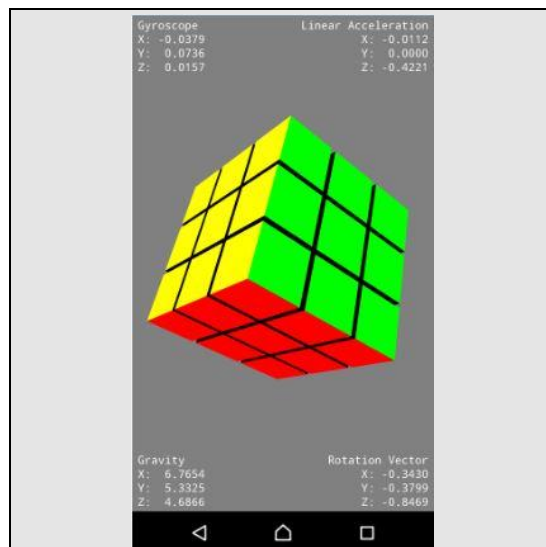 Gyroscope
X: -0.0379
Y: 0.0736
Z: 0.0157
Linear Acceleration
X: -0.0112
Y: 0.0000
Z: -0.4221
Gravity
X: 6.7654
Y: 5.3325
Z: 4.6866
Rotation Vector
X: -0.3430
Y: -0.3799
Z: -0.8469